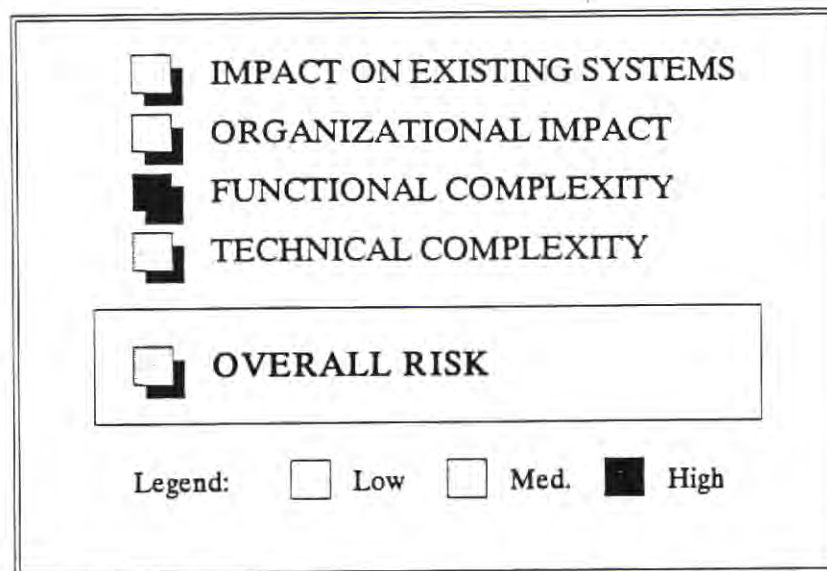 IMPACT ON EXISTING SYSTEMS
ORGANIZATIONAL IMPACT
FUNCTIONAL COMPLEXITY
TECHNICAL COMPLEXITY
OVERALL RISK
Legend: Low Med. High